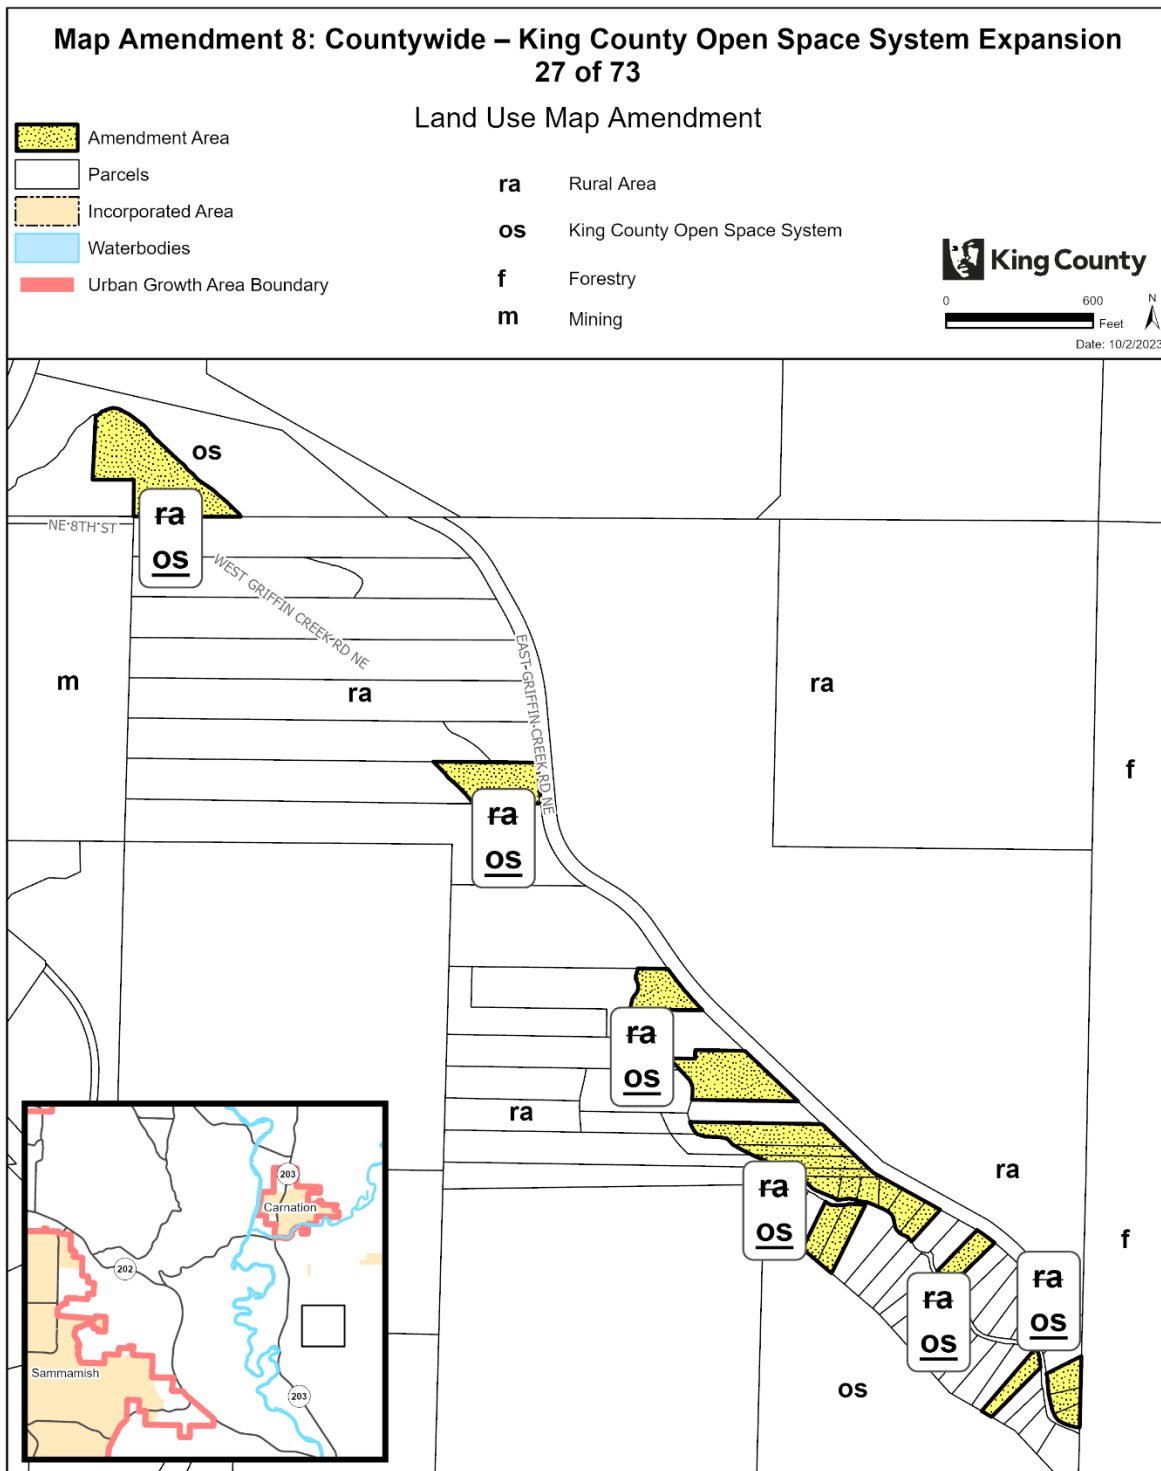 Map Amendment 8: Countywide – King County Open Space System Expansion
27 of 73
Land Use Map Amendment
Amendment Area
Parcels
Incorporated Area
Waterbodies
Urban Growth Area Boundary
ra Rural Area
os King County Open Space System
f Forestry
m Mining
King County
0 600
Feet
N
Date: 10/2/2023
os
ra
os
NE 8TH ST
WEST GRIFFIN CREEK RD NE
EAST GRIFFIN CREEK RD NE
m
ra
ra
f
ra
os
ra
os
ra
ra
os
ra
f
ra
os
ra
os
os
203
Carnation
202
Sammamish
203